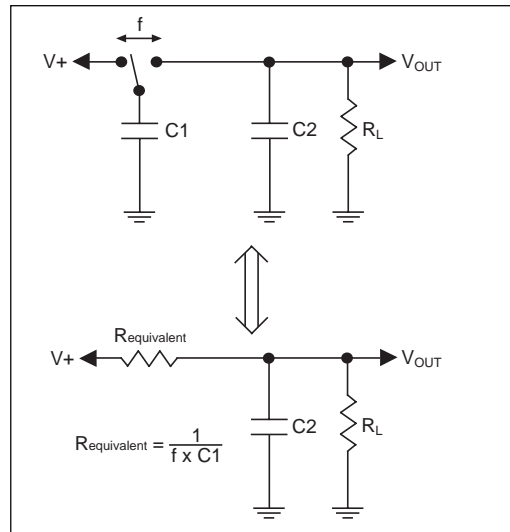 f
V+
VOUT
C1
C2
RL
Requivalent
V+
VOUT
C2
RL
Requivalent = 1 / f x C1